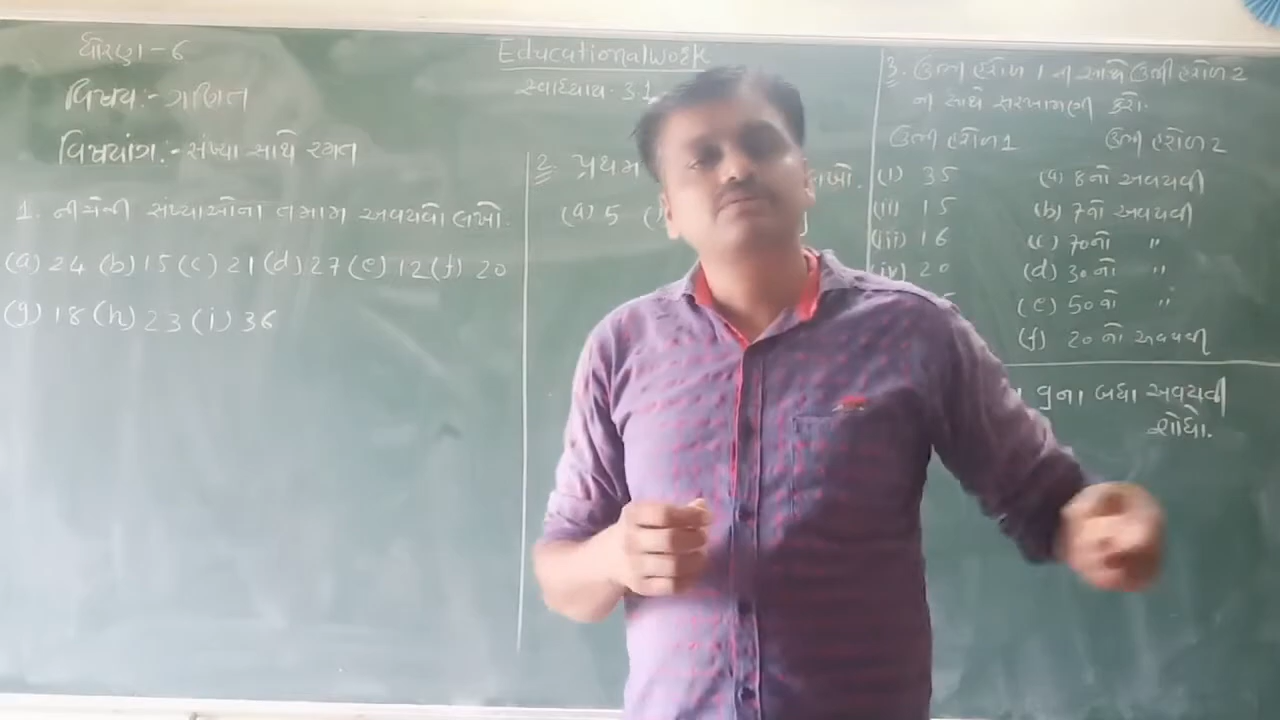 ધોરણ - 6
વિષય:- ગણિત
વિષયાંગ:- સંખ્યા સાથે રમત
1. નીચેની સંખ્યાઓના તમામ અવયવો લખો.
(a) 24 (b) 15 (c) 21 (d) 27 (e) 12 (f) 20
(g) 18 (h) 23 (i) 36
Educationalwork
સ્વાધ્યાય 3.1
2. પ્રથમ
લખો.
(a) 5
3. ઉભી હરોળ 1 ની સાથે ઉભી હરોળ 2
ની સાથે સરખામણી કરો.
ઉભી હરોળ 1 ઉભી હરોળ 2
(i) 35 (a) 8નો અવયવી
(ii) 15 (b) 7નો અવયવી
(iii) 16 (c) 70નો "
(iv) 20 (d) 30નો "
(e) 50નો "
(f) 20નો અવયવી
9ના બધા અવયવી
શોધો.